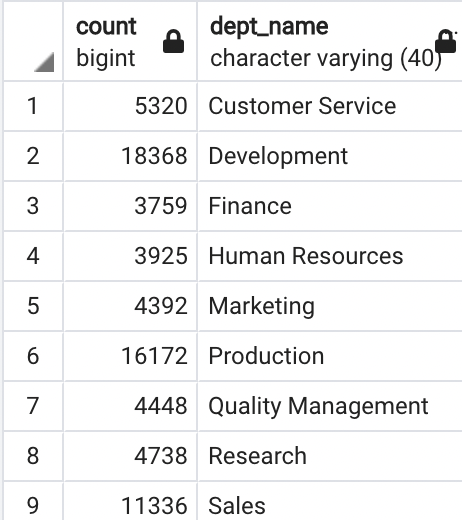 count dept_name
bigint character varying (40)
1 5320 Customer Service
2 18368 Development
3 3759 Finance
4 3925 Human Resources
5 4392 Marketing
6 16172 Production
7 4448 Quality Management
8 4738 Research
9 11336 Sales